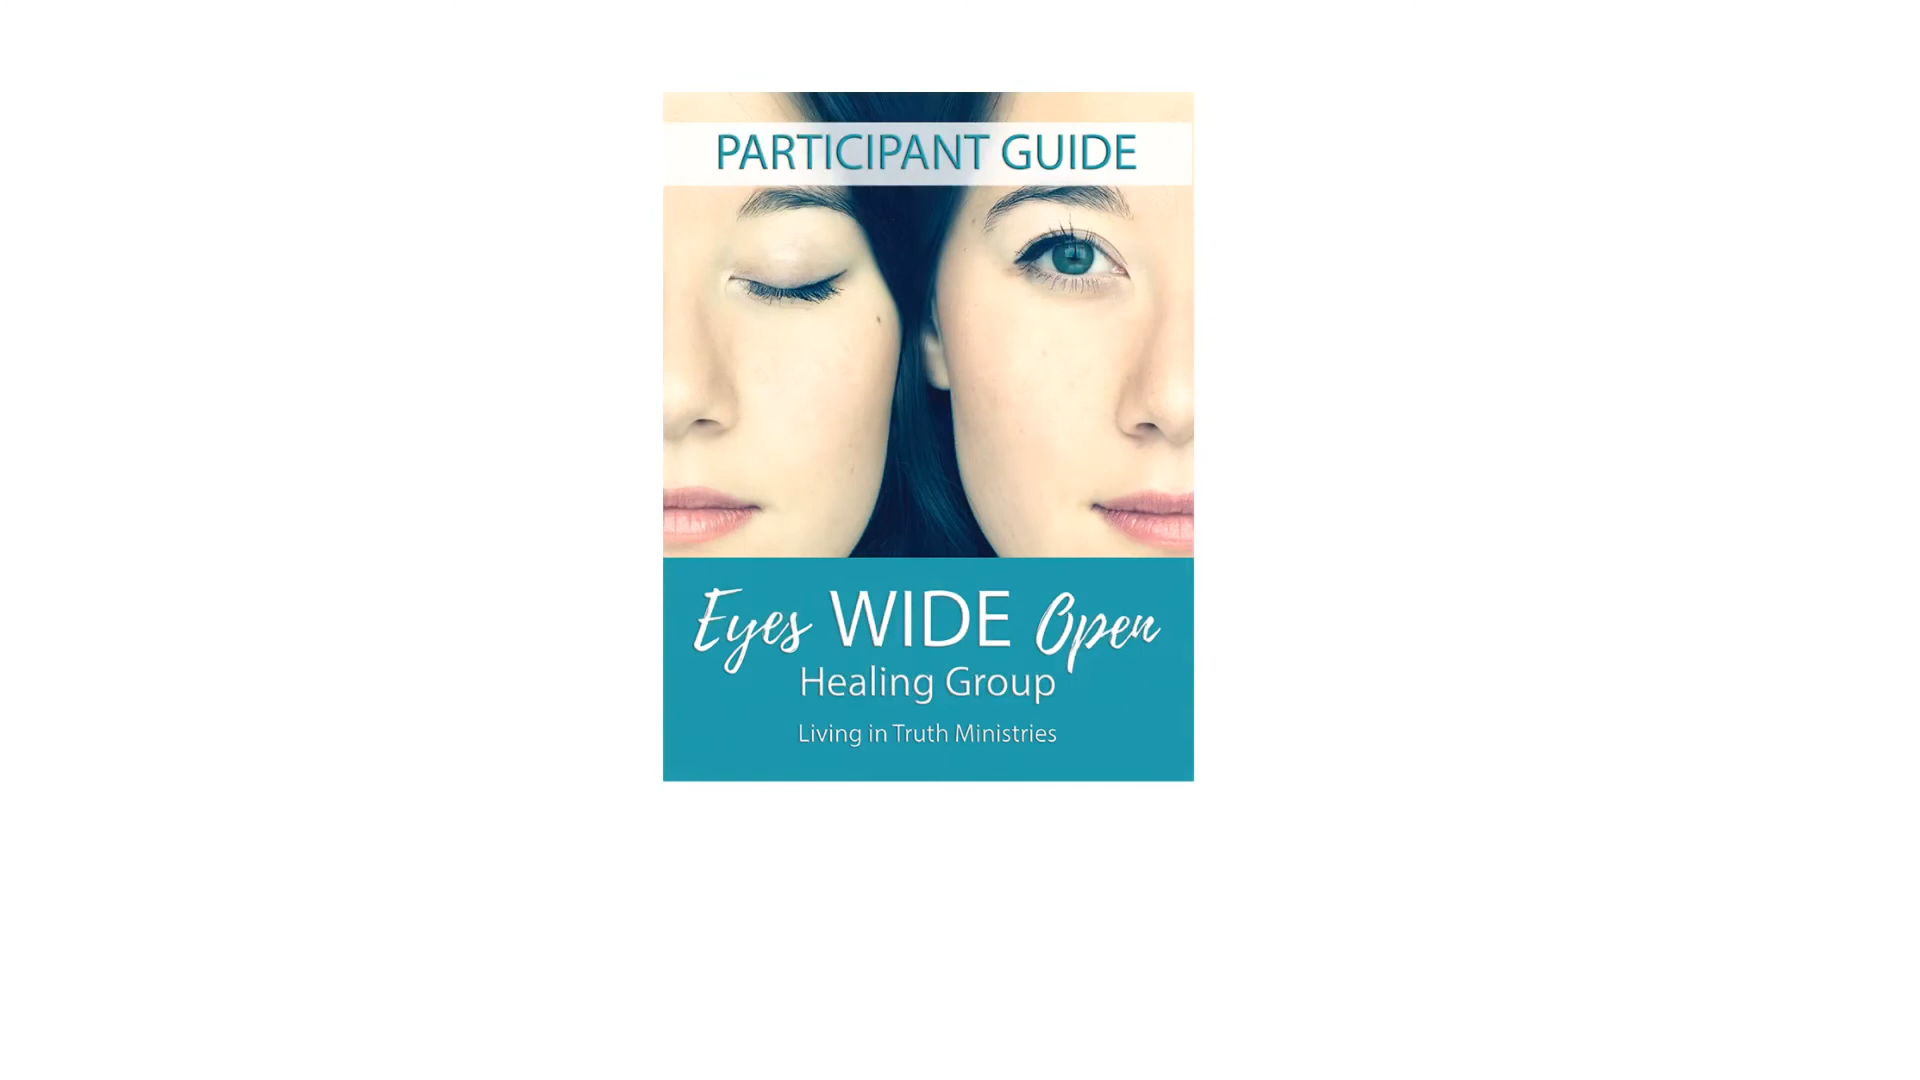 PARTICIPANT GUIDE
Eyes WIDE Open
Healing Group
Living in Truth Ministries